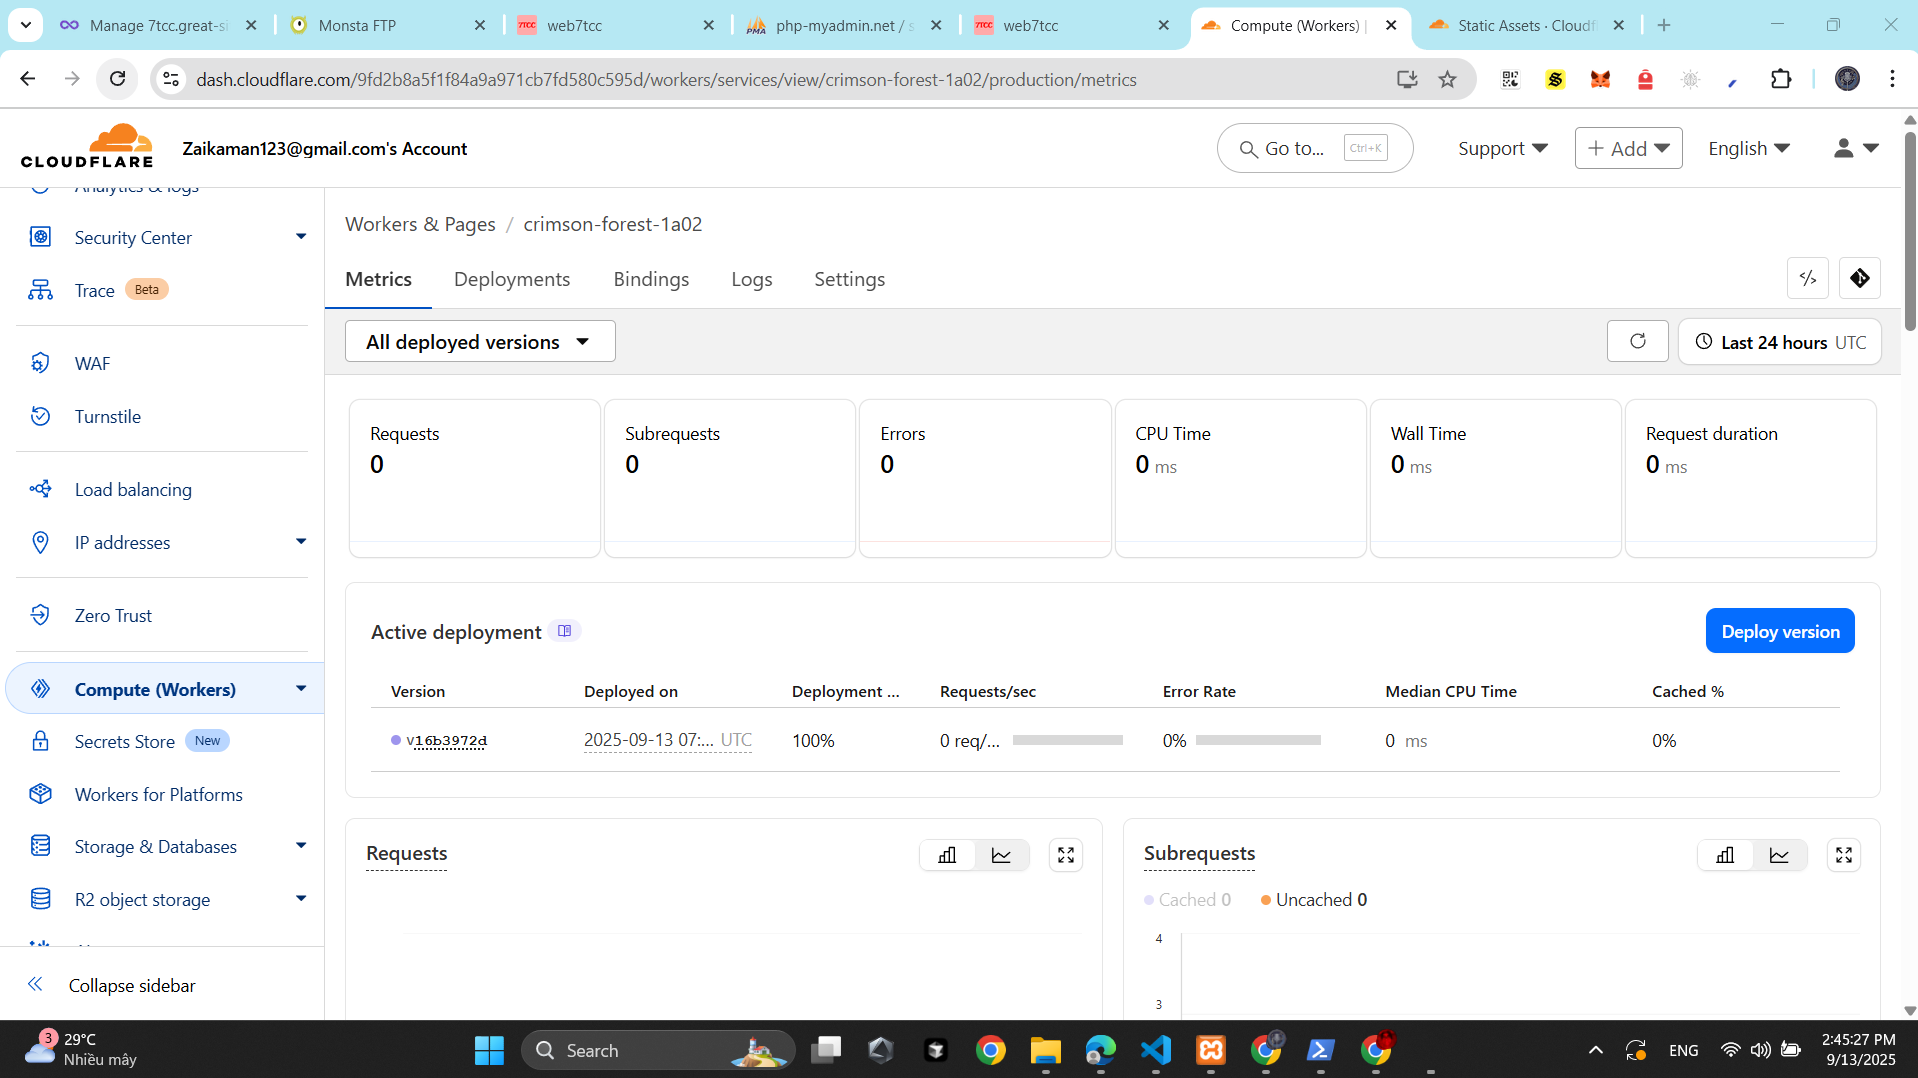 Manage 7tcc.great-si
Monsta FTP
web7tcc
php-myadmin.net / s
web7tcc
Compute (Workers) |
Static Assets · Cloudf
dash.cloudflare.com/9fd2b8a5f1f84a9a971cb7fd580c595d/workers/services/view/crimson-forest-1a02/production/metrics
CLOUDFLARE
Zaikaman123@gmail.com's Account
Go to... Ctrl+K
Support
+ Add
English
Analytics & logs
Security Center
Trace Beta
WAF
Turnstile
Load balancing
IP addresses
Zero Trust
Compute (Workers)
Secrets Store New
Workers for Platforms
Storage & Databases
R2 object storage
Collapse sidebar
Workers & Pages / crimson-forest-1a02
Metrics Deployments Bindings Logs Settings
All deployed versions
Last 24 hours UTC
Requests
0
Subrequests
0
Errors
0
CPU Time
0 ms
Wall Time
0 ms
Request duration
0 ms
Active deployment
Deploy version
Version Deployed on Deployment ... Requests/sec Error Rate Median CPU Time Cached %
v16b3972d 2025-09-13 07:... UTC 100% 0 req/... 0% 0 ms 0%
Requests
Subrequests
Cached 0 Uncached 0
4
3
3
29°C
Nhiều mây
Search
ENG
2:45:27 PM
9/13/2025